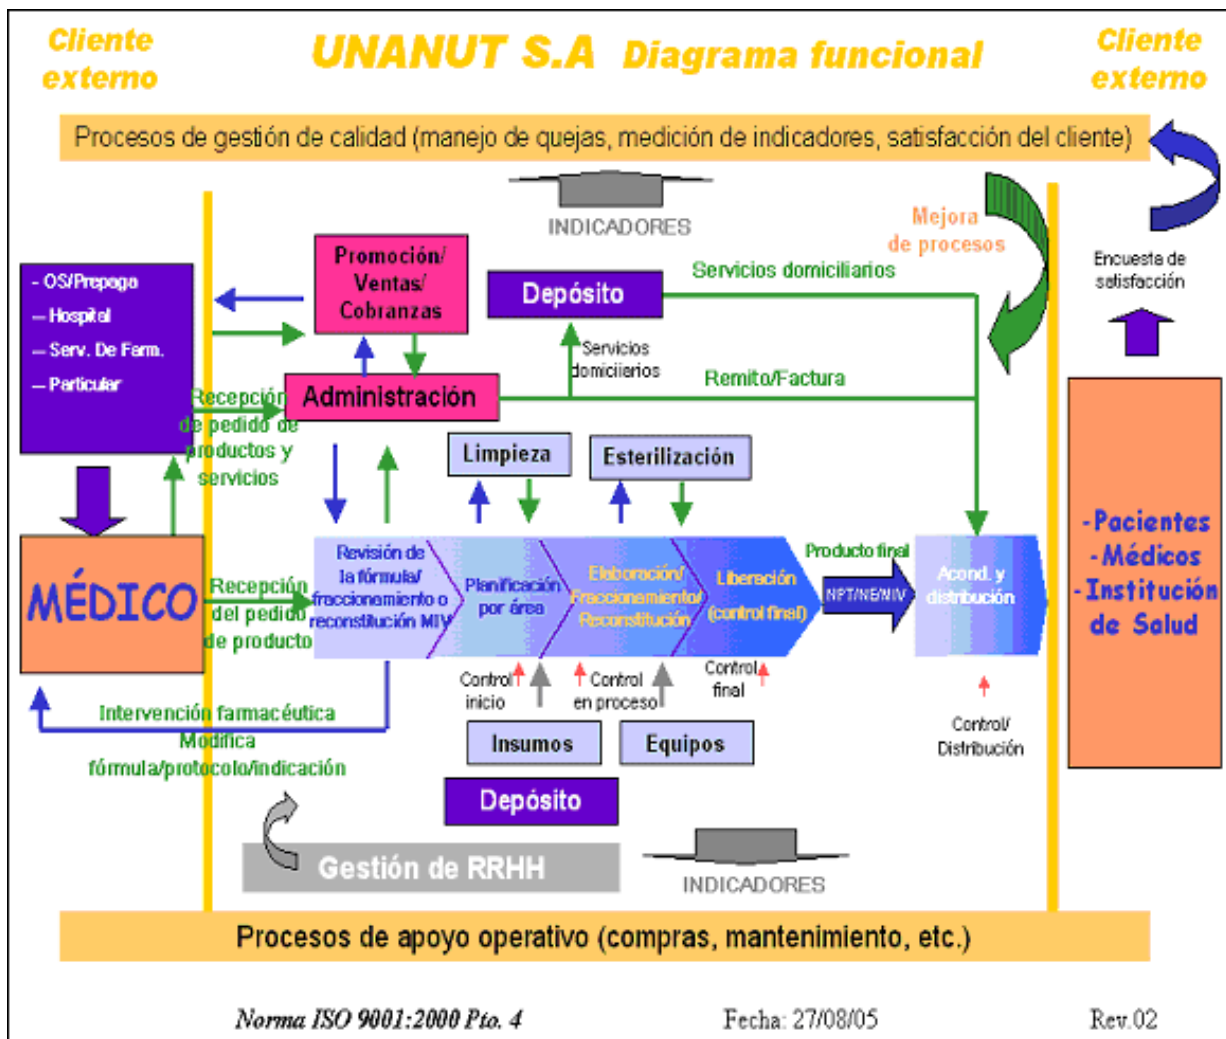 Cliente
externo
UNANUT S.A Diagrama funcional
Cliente
externo
Procesos de gestión de calidad (manejo de quejas, medición de indicadores, satisfacción del cliente)
INDICADORES
Mejora
de procesos
Encuesta de
satisfacción
- OS/Prepaga
- Hospital
- Serv. De Farm.
- Particular
Promoción/
Ventas/
Cobranzas
Depósito
Servicios domiciliarios
Servicios
domiciiarios
Administración
Remito/Factura
Recepción
de pedido de
productos y
servicios
Limpieza
Esterilización
MÉDICO
Recepción
del pedido
de producto
Revisión de
la fórmula/
fraccionamiento o
reconstitución MIV
Planificación
por área
Elaboración/
Fraccionamiento/
Reconstitución
Liberación
(control final)
Producto final
NPT/NE/MIV
Acond. y
distribución
-Pacientes
-Médicos
-Institución
de Salud
Control
inicio
Control
en proceso
Control
final
Control/
Distribución
Intervención farmacéutica
Modifica
fórmula/protocolo/indicación
Insumos
Equipos
Depósito
Gestión de RRHH
INDICADORES
Procesos de apoyo operativo (compras, mantenimiento, etc.)
Norma ISO 9001:2000 Pto. 4
Fecha: 27/08/05
Rev.02